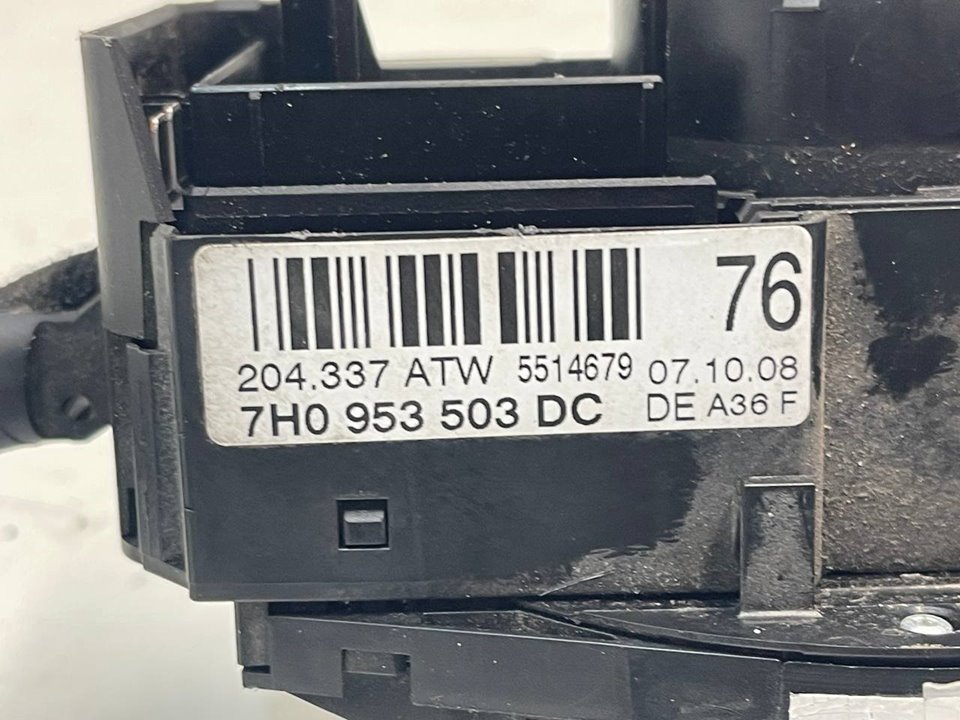 76
204.337 ATW 5514679 07.10.08
7H0 953 503 DC DE A36 F